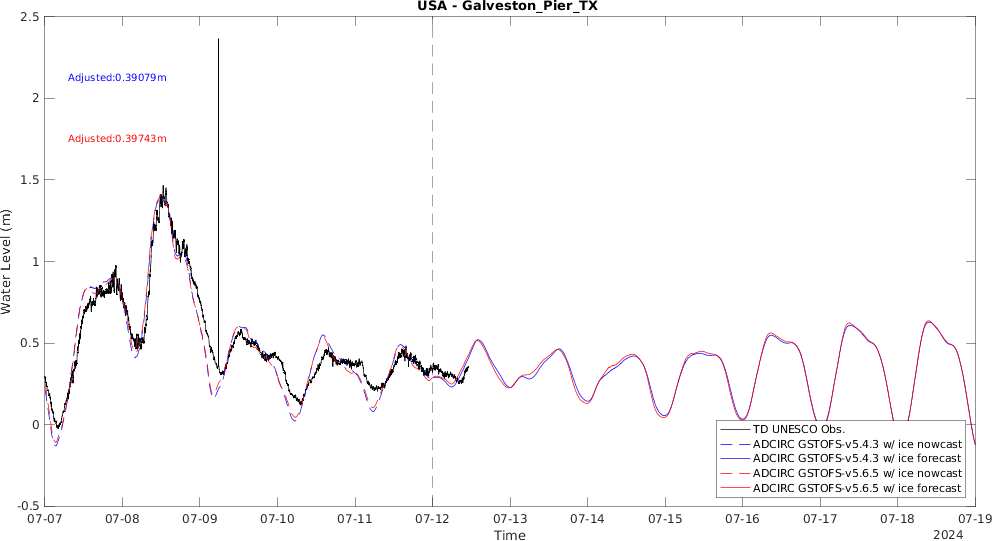 USA - Galveston_Pier_TX
2.5
2
1.5
1
0.5
0
-0.5
Water Level (m)
Adjusted:0.39079m
Adjusted:0.39743m
TD UNESCO Obs.
ADCIRC GSTOFS-v5.4.3 w/ ice nowcast
ADCIRC GSTOFS-v5.4.3 w/ ice forecast
ADCIRC GSTOFS-v5.6.5 w/ ice nowcast
ADCIRC GSTOFS-v5.6.5 w/ ice forecast
07-07 07-08 07-09 07-10 07-11 07-12 07-13 07-14 07-15 07-16 07-17 07-18 07-19
Time
2024